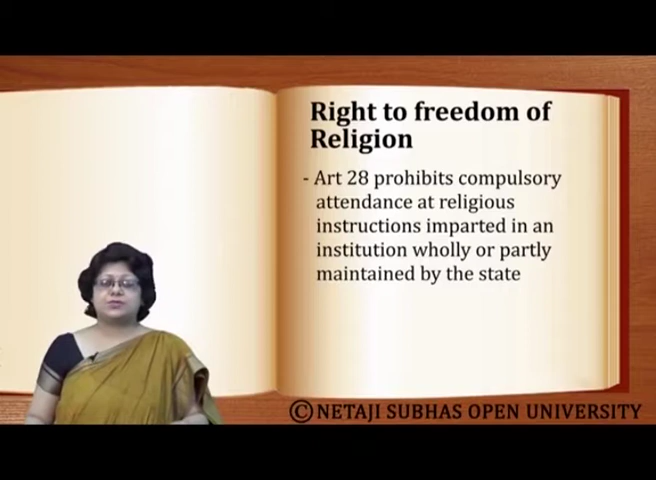 Right to freedom of
Religion
- Art 28 prohibits compulsory
attendance at religious
instructions imparted in an
institution wholly or partly
maintained by the state
© NETAJI SUBHAS OPEN UNIVERSITY